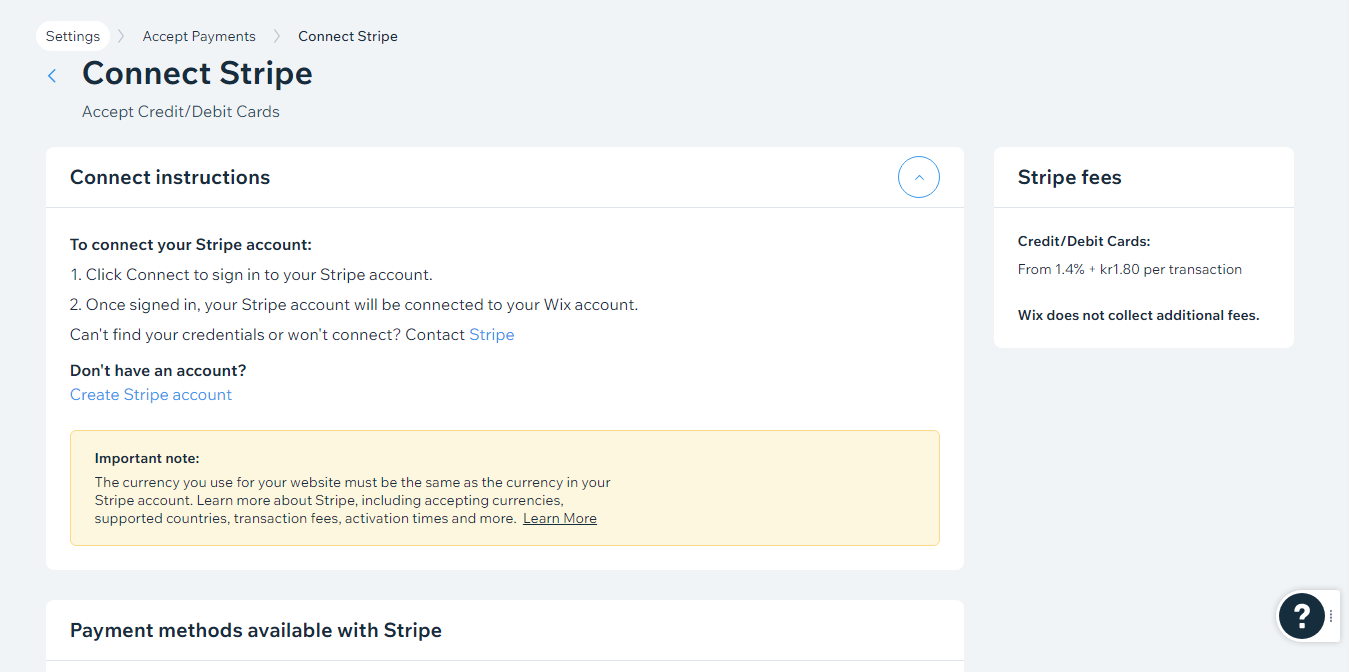 Settings
Accept Payments
Connect Stripe
Connect Stripe
Accept Credit/Debit Cards
Connect instructions
To connect your Stripe account:
1. Click Connect to sign in to your Stripe account.
2. Once signed in, your Stripe account will be connected to your Wix account.
Can't find your credentials or won't connect? Contact Stripe
Don't have an account?
Create Stripe account
Important note:
The currency you use for your website must be the same as the currency in your
Stripe account. Learn more about Stripe, including accepting currencies,
supported countries, transaction fees, activation times and more. Learn More
Payment methods available with Stripe
Stripe fees
Credit/Debit Cards:
From 1.4% + kr1.80 per transaction
Wix does not collect additional fees.
?